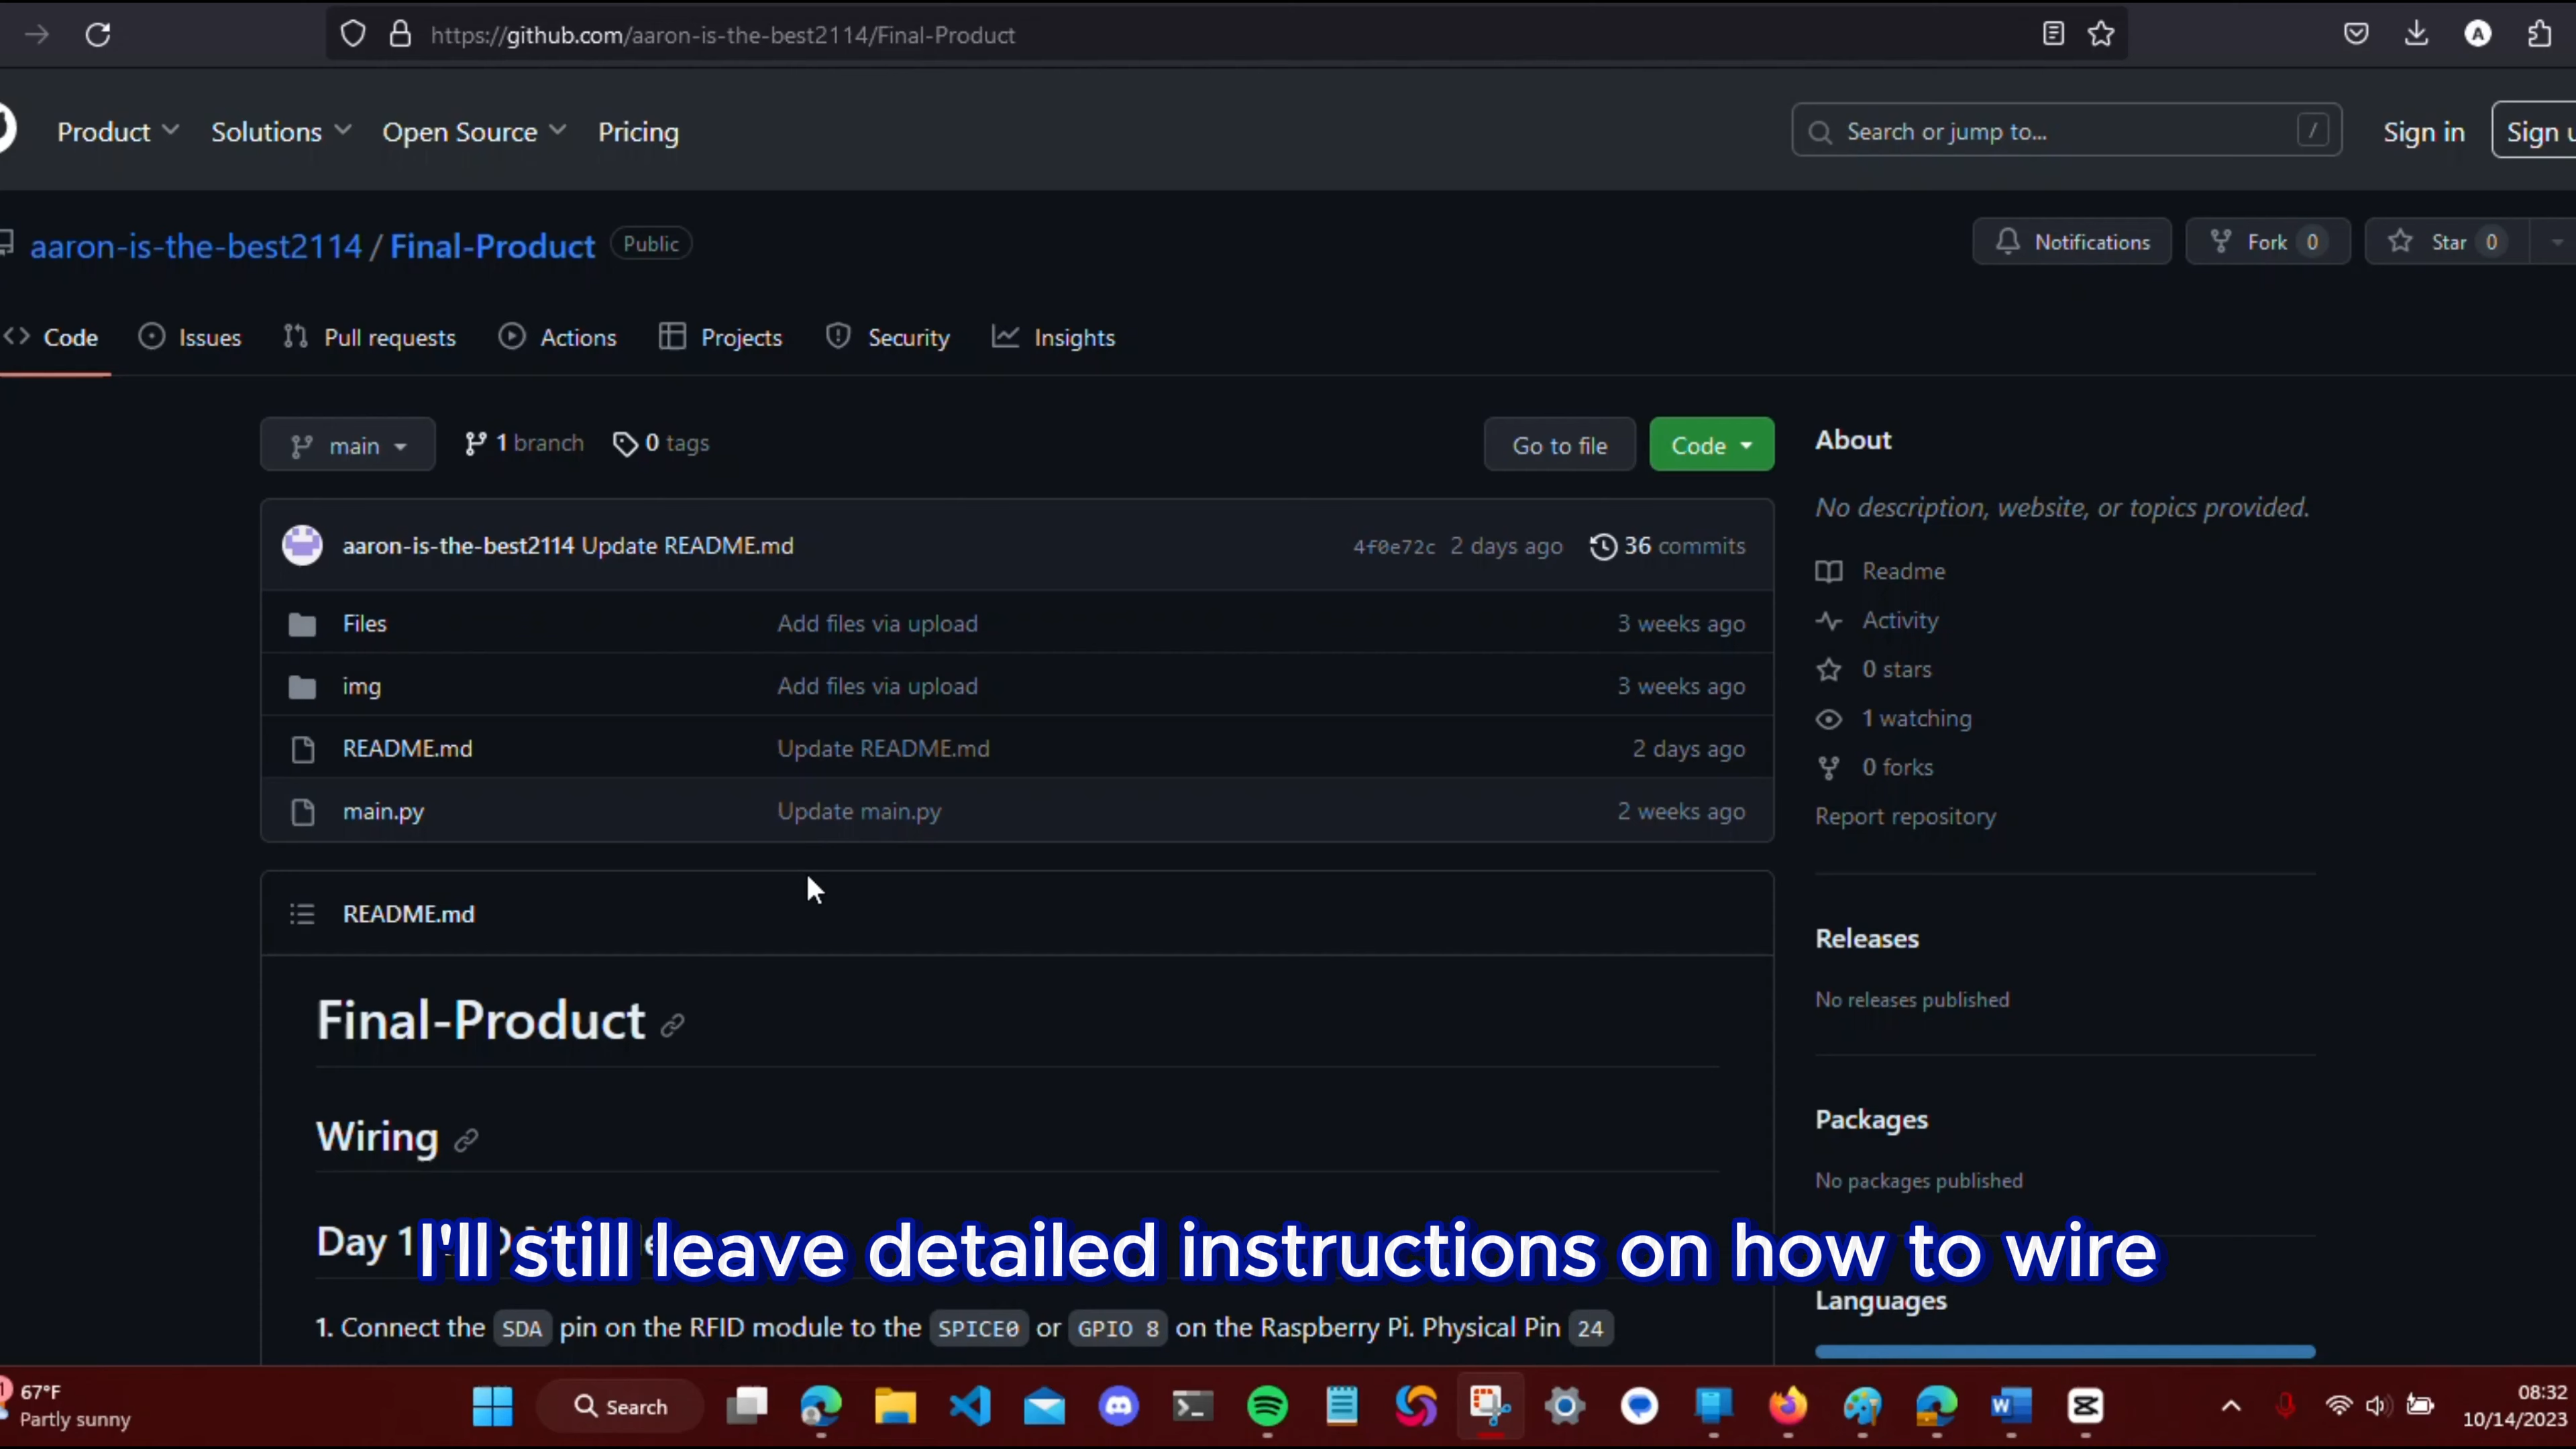 https://github.com/aaron-is-the-best2114/Final-Product
A
Product Solutions Open Source Pricing
Search or jump to... /
Sign in
Sign
aaron-is-the-best2114 / Final-Product Public
Notifications Fork 0 Star 0
Code Issues Pull requests Actions Projects Security Insights
main 1 branch 0 tags
Go to file Code
aaron-is-the-best2114 Update README.md 4f0e72c 2 days ago 36 commits
Files Add files via upload 3 weeks ago
img Add files via upload 3 weeks ago
README.md Update README.md 2 days ago
main.py Update main.py 2 weeks ago
README.md
Final-Product
Wiring
Day 1
1. Connect the SDA pin on the RFID module to the SPICE0 or GPIO 8 on the Raspberry Pi. Physical Pin 24
About
No description, website, or topics provided.
Readme
Activity
0 stars
1 watching
0 forks
Report repository
Releases
No releases published
Packages
No packages published
Languages
I'll still leave detailed instructions on how to wire
67°F
Partly sunny
Search
08:32
10/14/2023